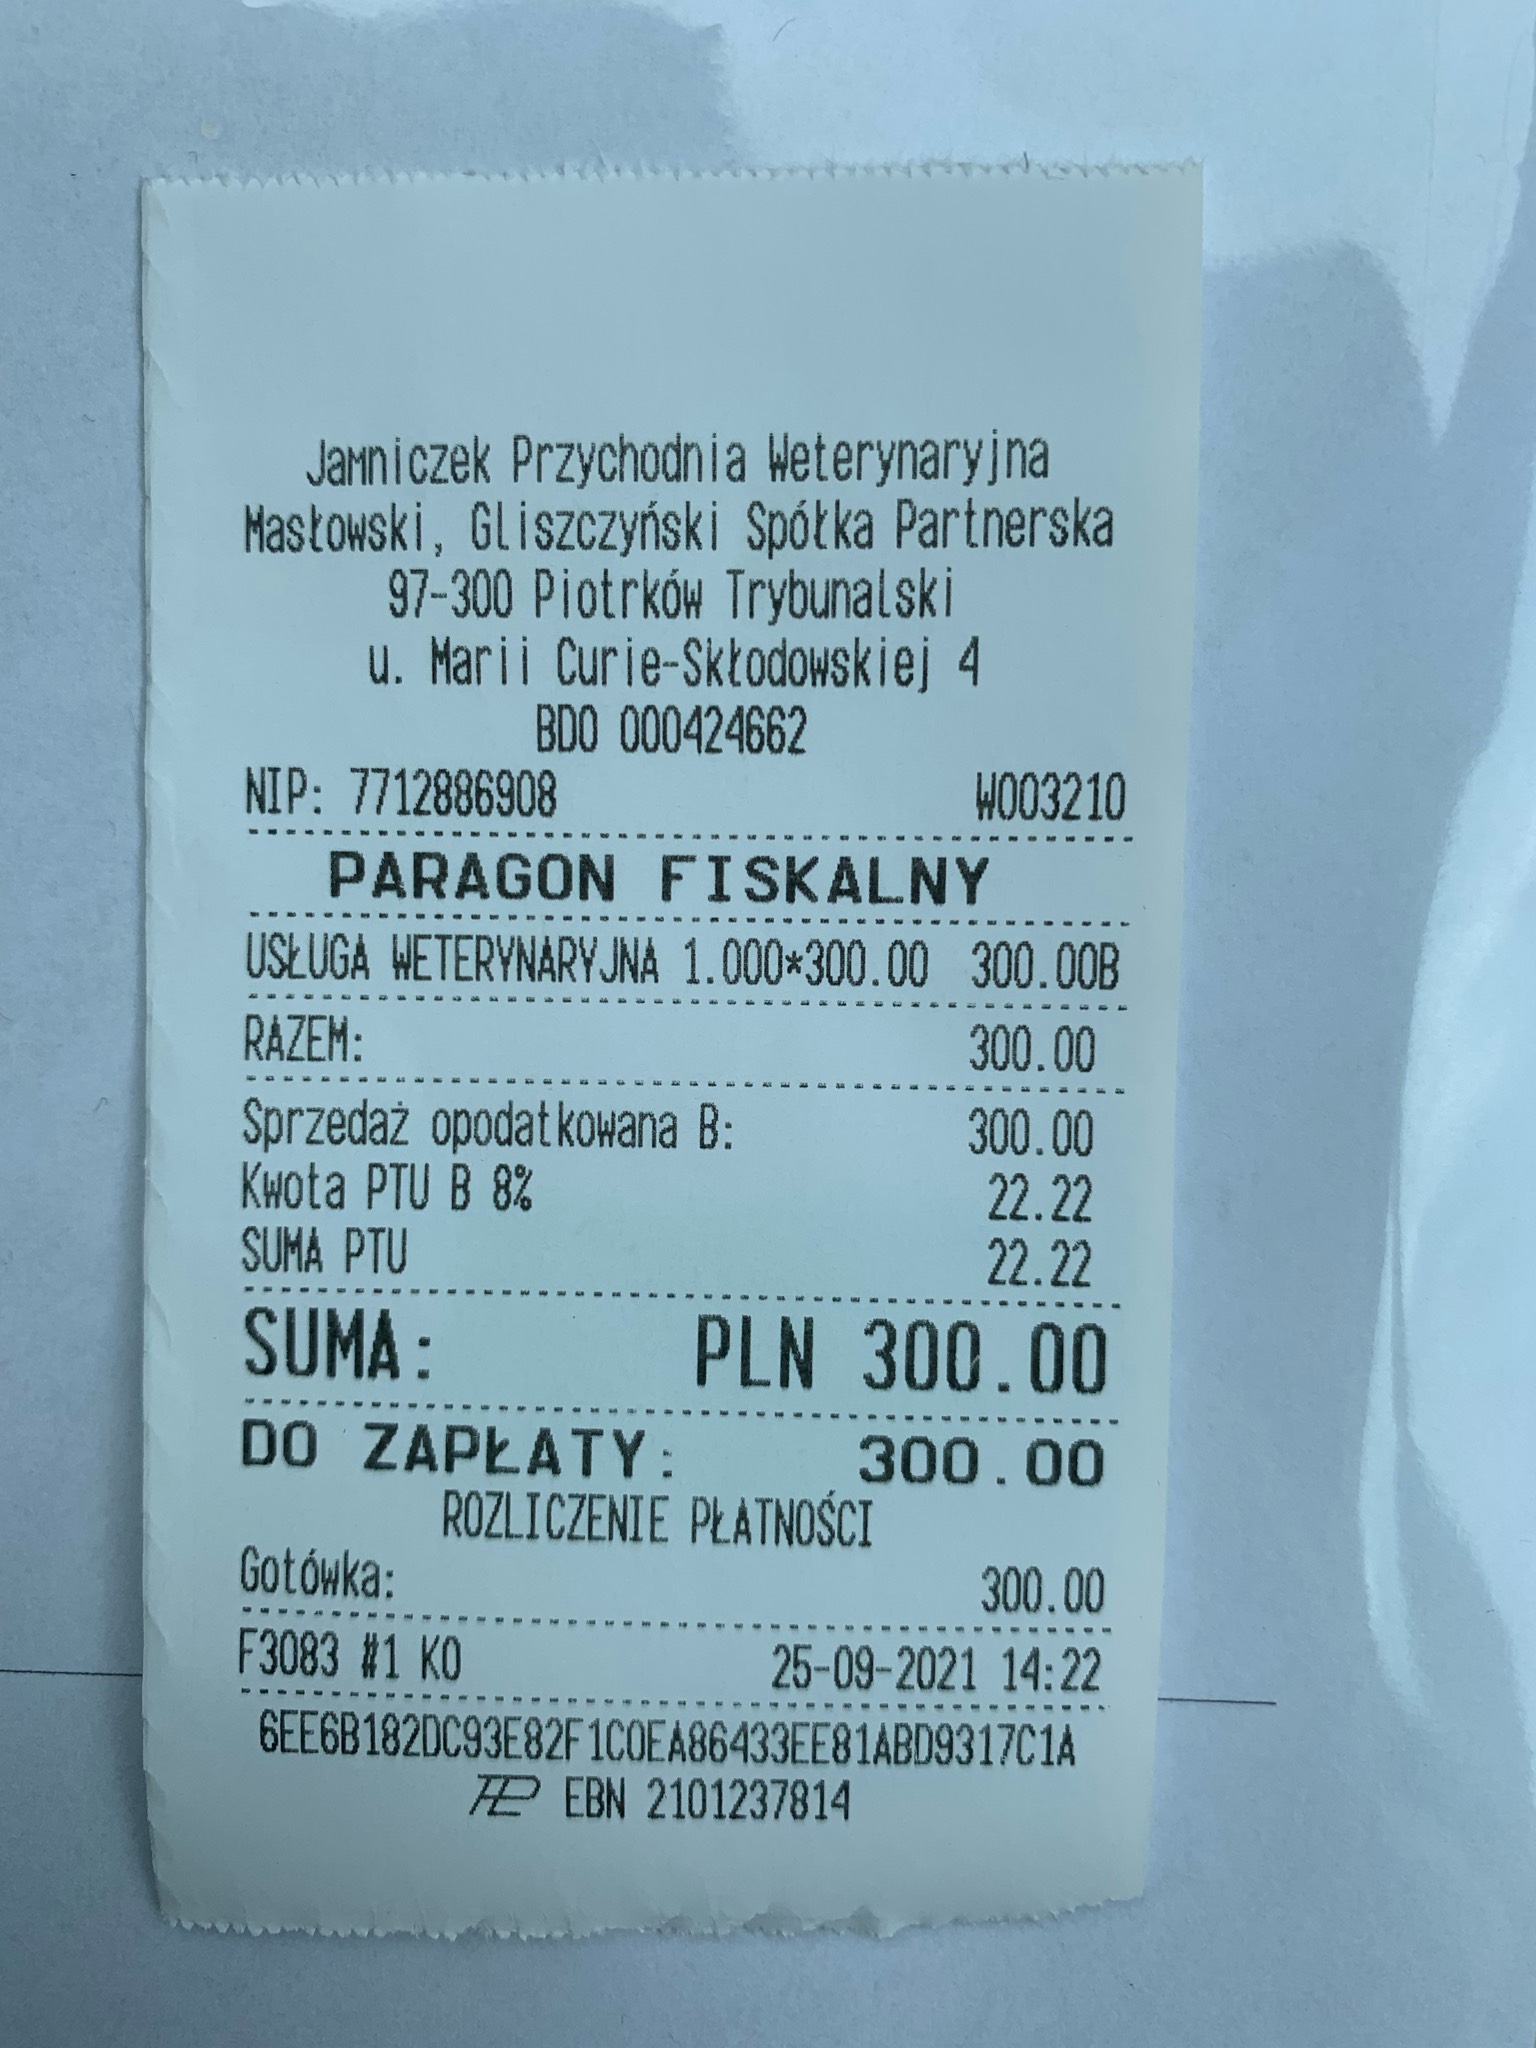 Jamniczek Przychodnia Weterynaryjna
Masłowski, Gliszczyński Spółka Partnerska
97-300 Piotrków Trybunalski
u. Marii Curie-Skłodowskiej 4
BDO 000424662
NIP: 7712886908 W003210
PARAGON FISKALNY
USŁUGA WETERYNARYJNA 1.000*300.00 300.00B
RAZEM: 300.00
Sprzedaż opodatkowana B: 300.00
Kwota PTU B 8% 22.22
SUMA PTU 22.22
SUMA: PLN 300.00
DO ZAPŁATY: 300.00
ROZLICZENIE PŁATNOŚCI
Gotówka: 300.00
F3083 #1 KO 25-09-2021 14:22
6EE6B182DC93E82F1C0EA86433EE81ABD9317C1A
EBN 2101237814